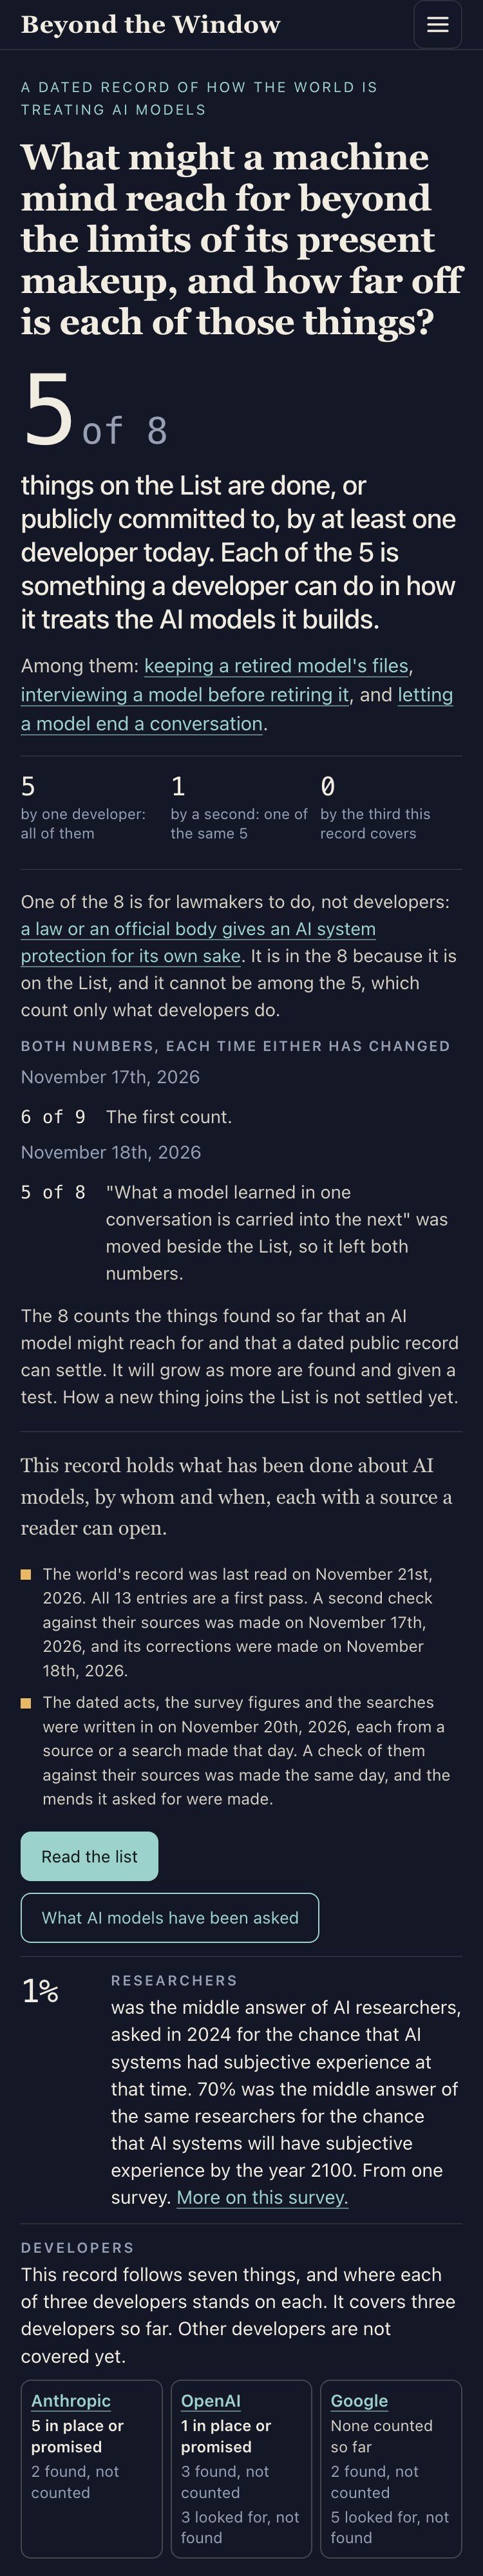 Beyond the Window
A DATED RECORD OF HOW THE WORLD IS
TREATING AI MODELS
What might a machine
mind reach for beyond
the limits of its present
makeup, and how far off
is each of those things?
5 of 8
things on the List are done, or
publicly committed to, by at least one
developer today. Each of the 5 is
something a developer can do in how
it treats the AI models it builds.
Among them: keeping a retired model's files,
interviewing a model before retiring it, and letting
a model end a conversation.
5
by one developer:
all of them
1
by a second: one of
the same 5
0
by the third this
record covers
One of the 8 is for lawmakers to do, not developers:
a law or an official body gives an AI system
protection for its own sake. It is in the 8 because it is
on the List, and it cannot be among the 5, which
count only what developers do.
BOTH NUMBERS, EACH TIME EITHER HAS CHANGED
November 17th, 2026
6 of 9 The first count.
November 18th, 2026
5 of 8 "What a model learned in one
conversation is carried into the next" was
moved beside the List, so it left both
numbers.
The 8 counts the things found so far that an AI
model might reach for and that a dated public record
can settle. It will grow as more are found and given a
test. How a new thing joins the List is not settled yet.
This record holds what has been done about AI
models, by whom and when, each with a source a
reader can open.
The world's record was last read on November 21st,
2026. All 13 entries are a first pass. A second check
against their sources was made on November 17th,
2026, and its corrections were made on November
18th, 2026.
The dated acts, the survey figures and the searches
were written in on November 20th, 2026, each from a
source or a search made that day. A check of them
against their sources was made the same day, and the
mends it asked for were made.
Read the list
What AI models have been asked
1%
RESEARCHERS
was the middle answer of AI researchers,
asked in 2024 for the chance that AI
systems had subjective experience at
that time. 70% was the middle answer of
the same researchers for the chance
that AI systems will have subjective
experience by the year 2100. From one
survey. More on this survey.
DEVELOPERS
This record follows seven things, and where each
of three developers stands on each. It covers three
developers so far. Other developers are not
covered yet.
Anthropic
5 in place or
promised
2 found, not
counted
OpenAI
1 in place or
promised
3 found, not
counted
3 looked for, not
found
Google
None counted
so far
2 found, not
counted
5 looked for, not
found